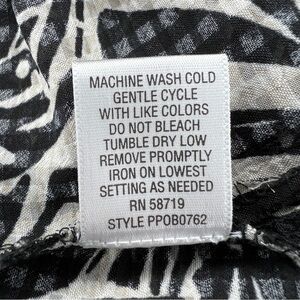 MACHINE WASH COLD
GENTLE CYCLE
WITH LIKE COLORS
DO NOT BLEACH
TUMBLE DRY LOW
REMOVE PROMPTLY
IRON ON LOWEST
SETTING AS NEEDED
RN 58719
STYLE PPOB0762